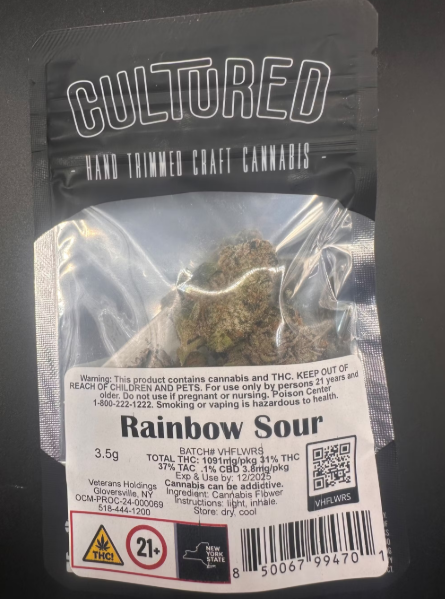 CULTURED
HAND TRIMMED CRAFT CANNABIS -
Warning: This product contains cannabis and THC. KEEP OUT OF
REACH OF CHILDREN AND PETS. For use only by persons 21 years and
older. Do not use if pregnant or nursing. Poison Center
1-800-222-1222. Smoking or vaping is hazardous to health.
Rainbow Sour
3.5g
BATCH# VHFLWRS
TOTAL THC: 1091mg/pkg 31% THC
37% TAC .1% CBD 3.8mg/pkg
Exp & Use by: 12/2025
Cannabis can be addictive.
Ingredient: Cannabis Flower
Instructions: light, inhale.
Store: dry, cool
Veterans Holdings
Gloversville, NY
OCM-PROC-24-000069
518-444-1200
VHFLWRS
THC!
21+
NEW
YORK
STATE
8 50067 99470 1